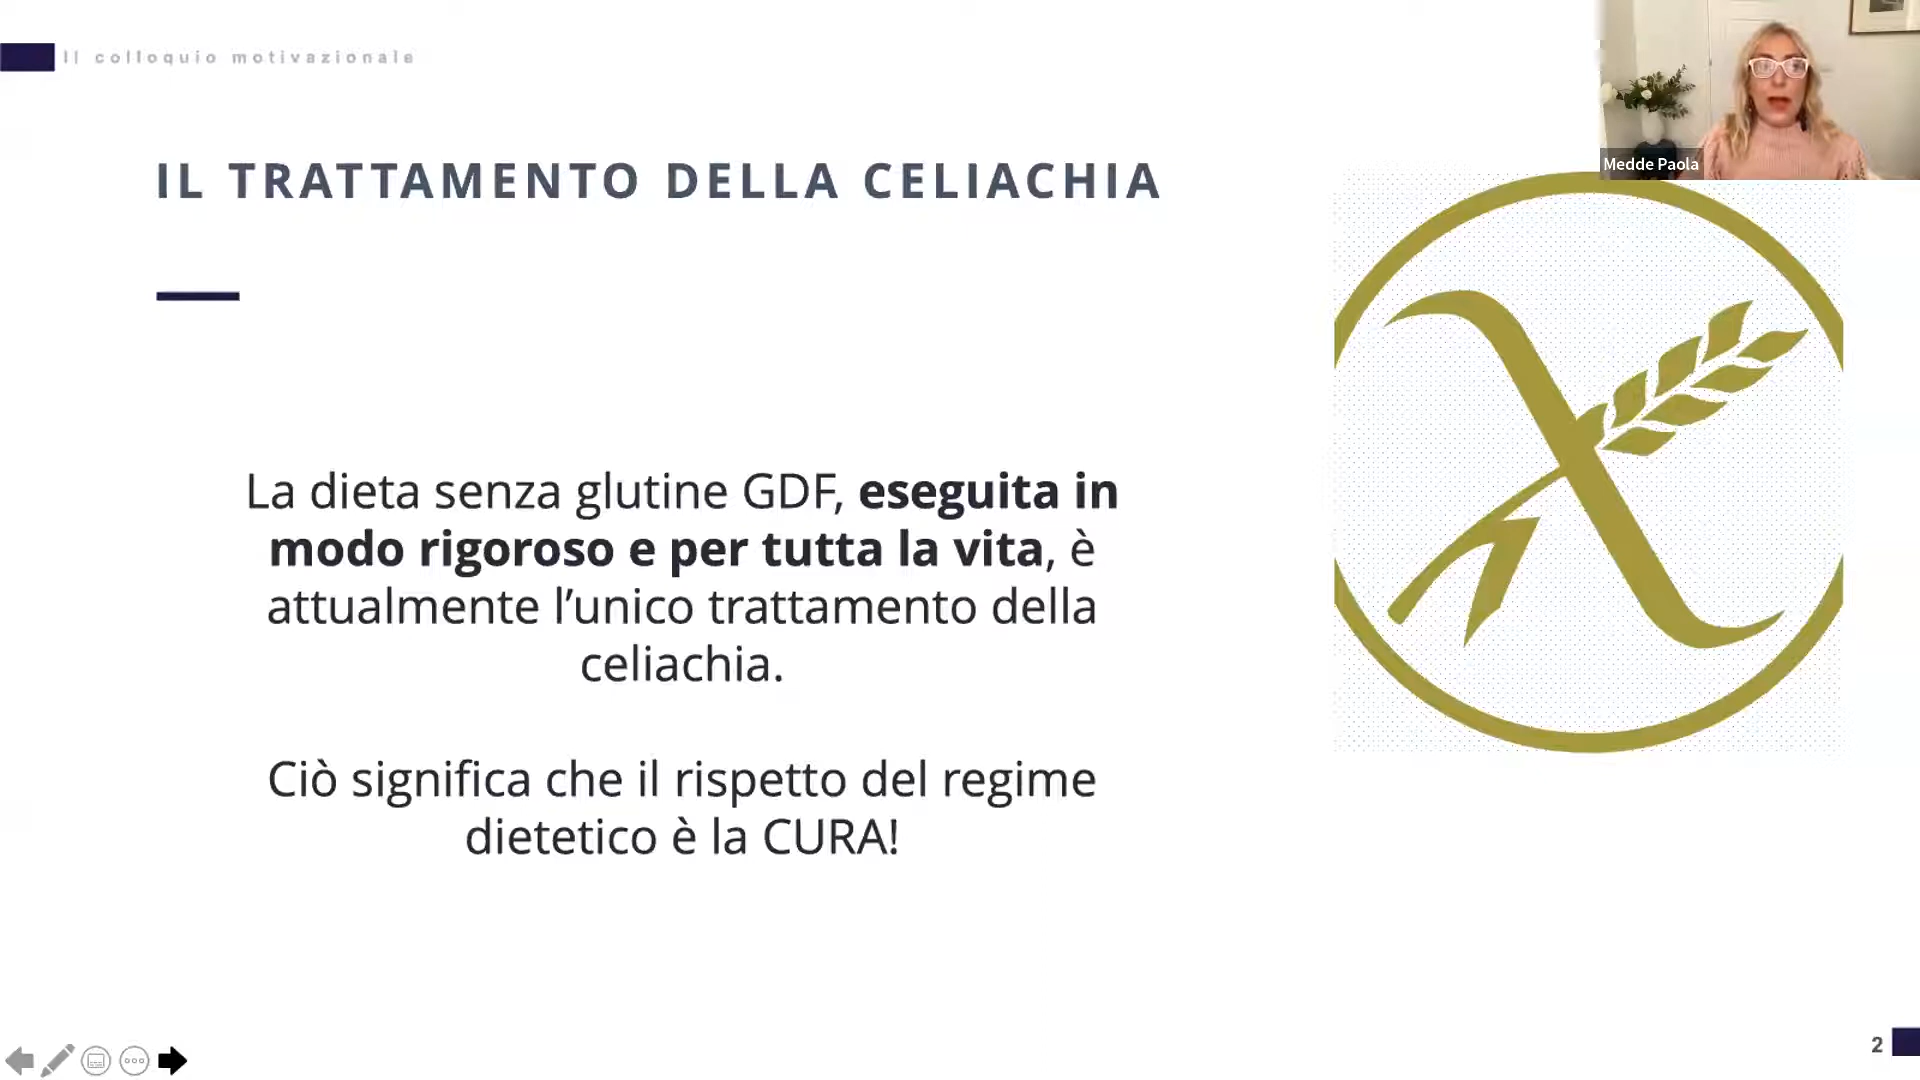 Il colloquio motivazionale
Medde Paola
IL TRATTAMENTO DELLA CELIACHIA
La dieta senza glutine GDF, eseguita in
modo rigoroso e per tutta la vita, è
attualmente l’unico trattamento della
celiachia.
Ciò significa che il rispetto del regime
dietetico è la CURA!
2